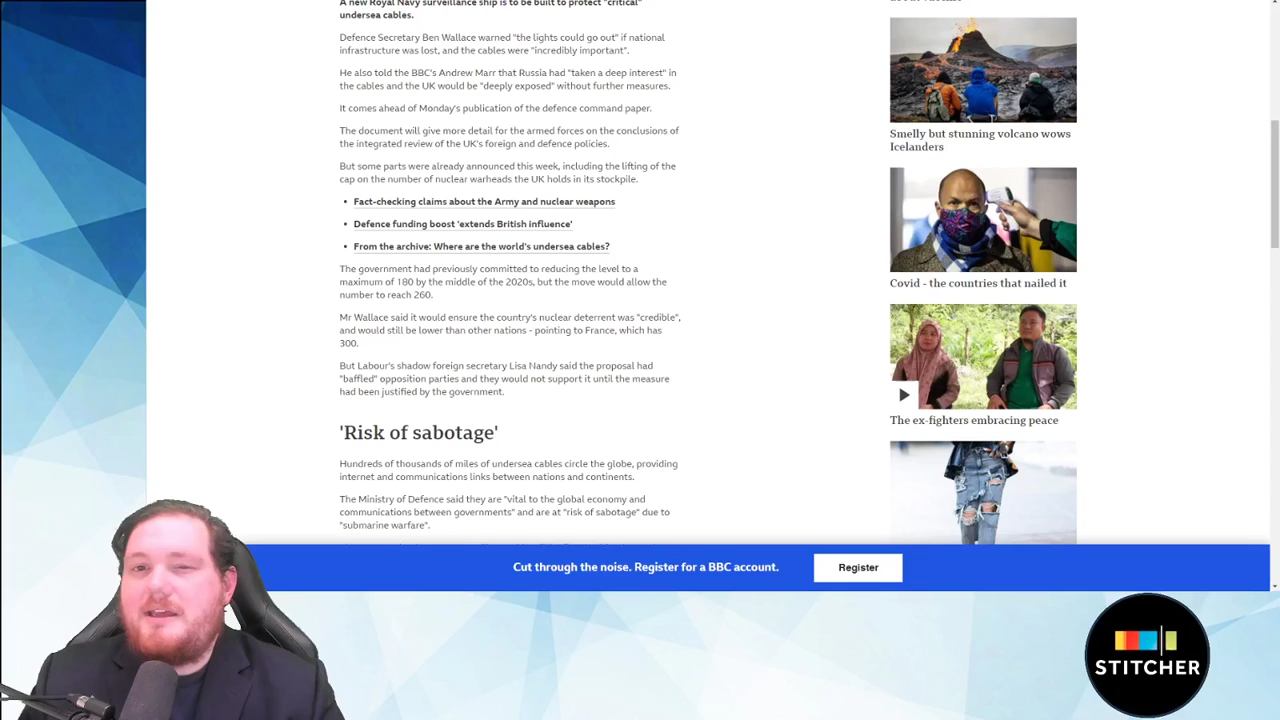 A new Royal Navy surveillance ship is to be built to protect "critical"
undersea cables.
Defence Secretary Ben Wallace warned "the lights could go out" if national
infrastructure was lost, and the cables were "incredibly important".
He also told the BBC's Andrew Marr that Russia had "taken a deep interest" in
the cables and the UK would be "deeply exposed" without further measures.
It comes ahead of Monday's publication of the defence command paper.
The document will give more detail for the armed forces on the conclusions of
the integrated review of the UK's foreign and defence policies.
But some parts were already announced this week, including the lifting of the
cap on the number of nuclear warheads the UK holds in its stockpile.
• Fact-checking claims about the Army and nuclear weapons
• Defence funding boost 'extends British influence'
• From the archive: Where are the world's undersea cables?
The government had previously committed to reducing the level to a
maximum of 180 by the middle of the 2020s, but the move would allow the
number to reach 260.
Mr Wallace said it would ensure the country's nuclear deterrent was "credible",
and would still be lower than other nations - pointing to France, which has
300.
But Labour's shadow foreign secretary Lisa Nandy said the proposal had
"baffled" opposition parties and they would not support it until the measure
had been justified by the government.
'Risk of sabotage'
Hundreds of thousands of miles of undersea cables circle the globe, providing
internet and communications links between nations and continents.
The Ministry of Defence said they are "vital to the global economy and
communications between governments" and are at "risk of sabotage" due to
"submarine warfare".
Smelly but stunning volcano wows
Icelanders
Covid - the countries that nailed it
The ex-fighters embracing peace
Cut through the noise. Register for a BBC account.
Register
STITCHER